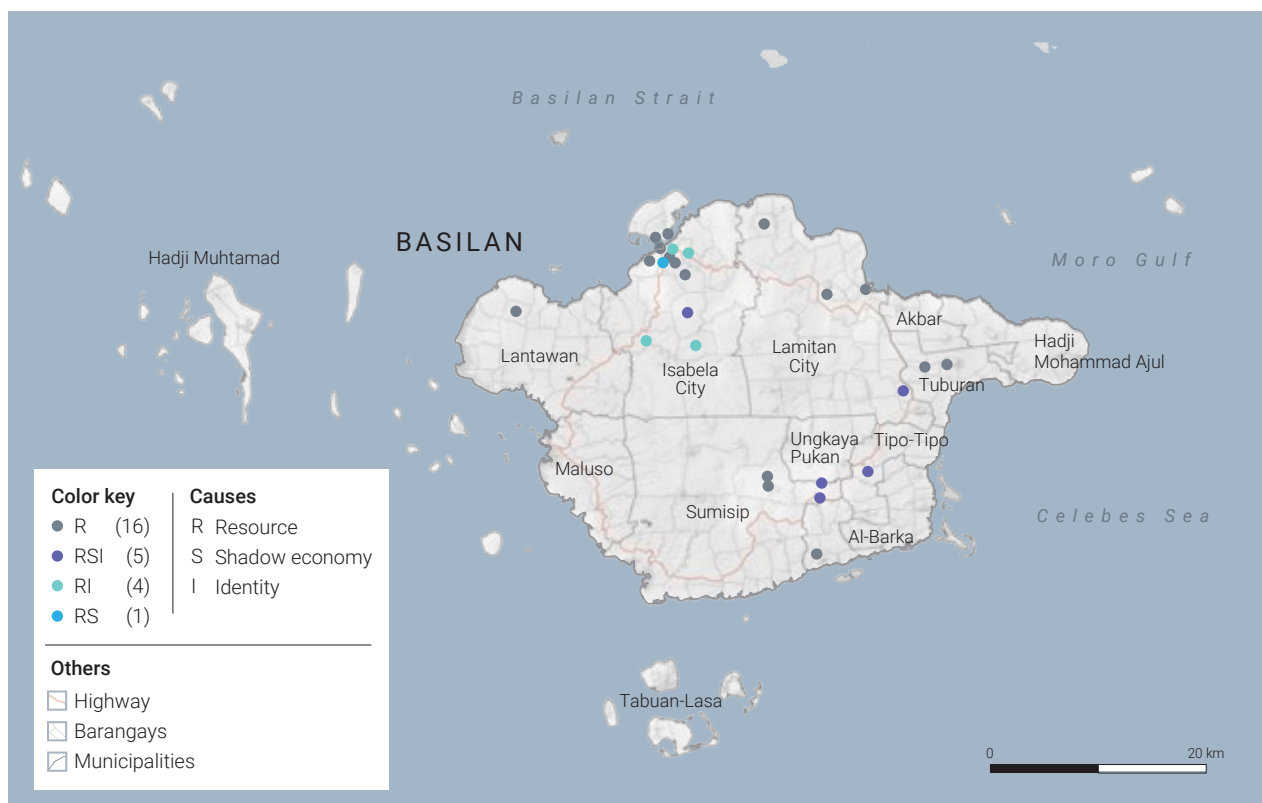 Basilan Strait
BASILAN
Hadji Muhtamad
Moro Gulf
Akbar
Hadji
Mohammad Ajul
Lantawan
Lamitan
City
Isabela
City
Tuburan
Ungkaya
Pukan
Tipo-Tipo
Maluso
Sumisip
Al-Barka
Celebes Sea
Tabuan-Lasa
Color key
R (16)
RSI (5)
RI (4)
RS (1)
Causes
R Resource
S Shadow economy
I Identity
Others
Highway
Barangays
Municipalities
0 20 km